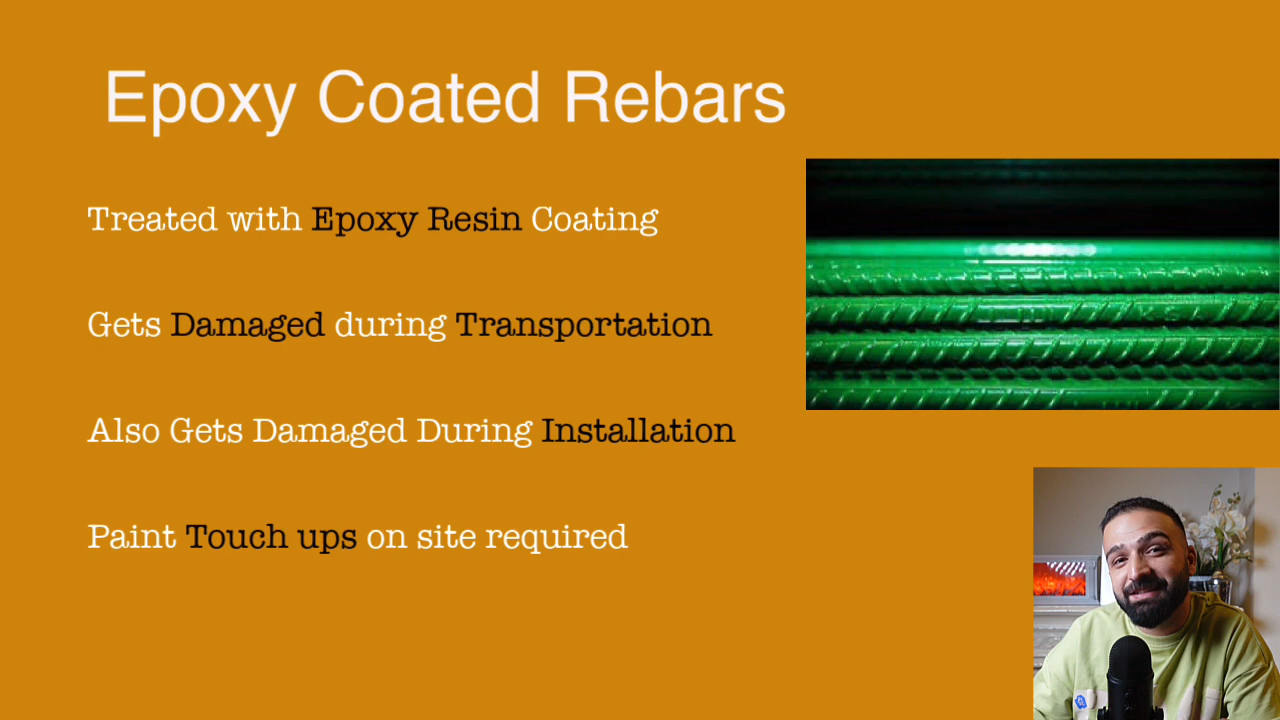 Epoxy Coated Rebars
Treated with Epoxy Resin Coating
Gets Damaged during Transportation
Also Gets Damaged During Installation
Paint Touch ups on site required